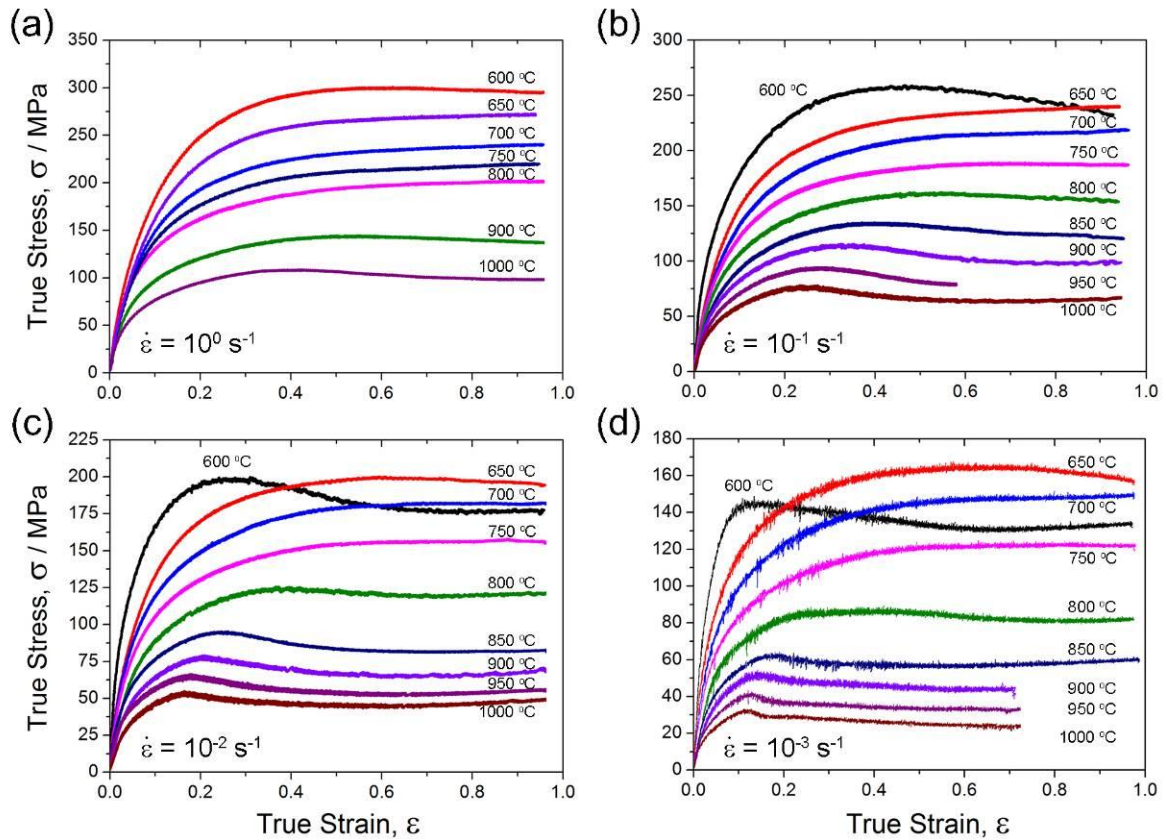 (a)
350
300
250
200
150
100
50
0
True Stress, σ / MPa
600 °C
650 °C
700 °C
750 °C
800 °C
900 °C
1000 °C
ε̇ = 10⁰ s⁻¹
0.0 0.2 0.4 0.6 0.8 1.0
(b)
300
250
200
150
100
50
0
600 °C
650 °C
700 °C
750 °C
800 °C
850 °C
900 °C
950 °C
1000 °C
ε̇ = 10⁻¹ s⁻¹
0.0 0.2 0.4 0.6 0.8 1.0
(c)
225
200
175
150
125
100
75
50
25
0
True Stress, σ / MPa
600 °C
650 °C
700 °C
750 °C
800 °C
850 °C
900 °C
950 °C
1000 °C
ε̇ = 10⁻² s⁻¹
0.0 0.2 0.4 0.6 0.8 1.0
True Strain, ε
(d)
180
160
140
120
100
80
60
40
20
0
600 °C
650 °C
700 °C
750 °C
800 °C
850 °C
900 °C
950 °C
1000 °C
ε̇ = 10⁻³ s⁻¹
0.0 0.2 0.4 0.6 0.8 1.0
True Strain, ε